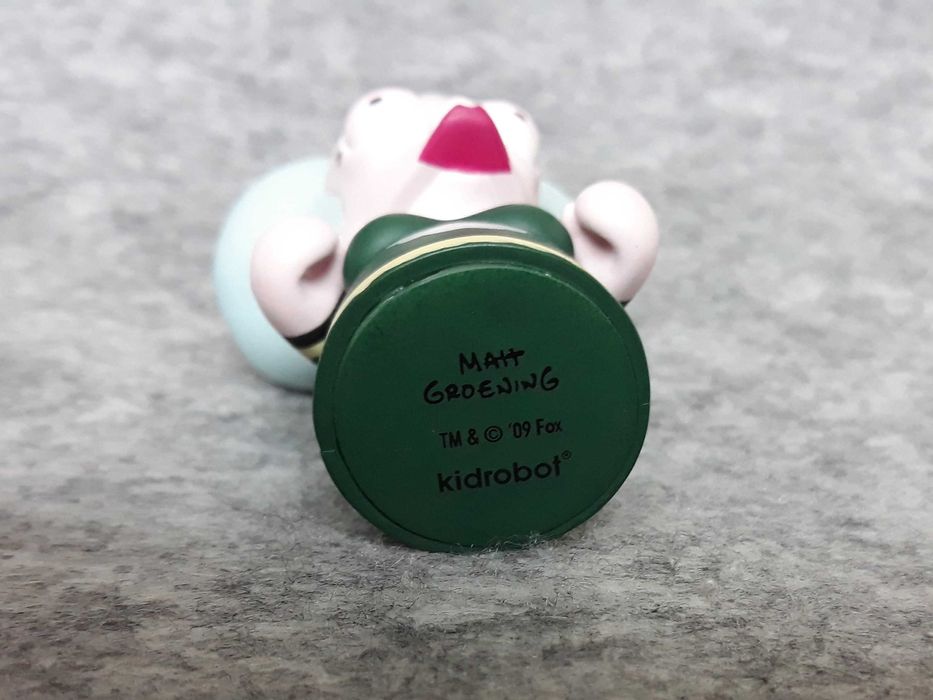 MATT
GROENING
TM & © '09 Fox
kidrobot®